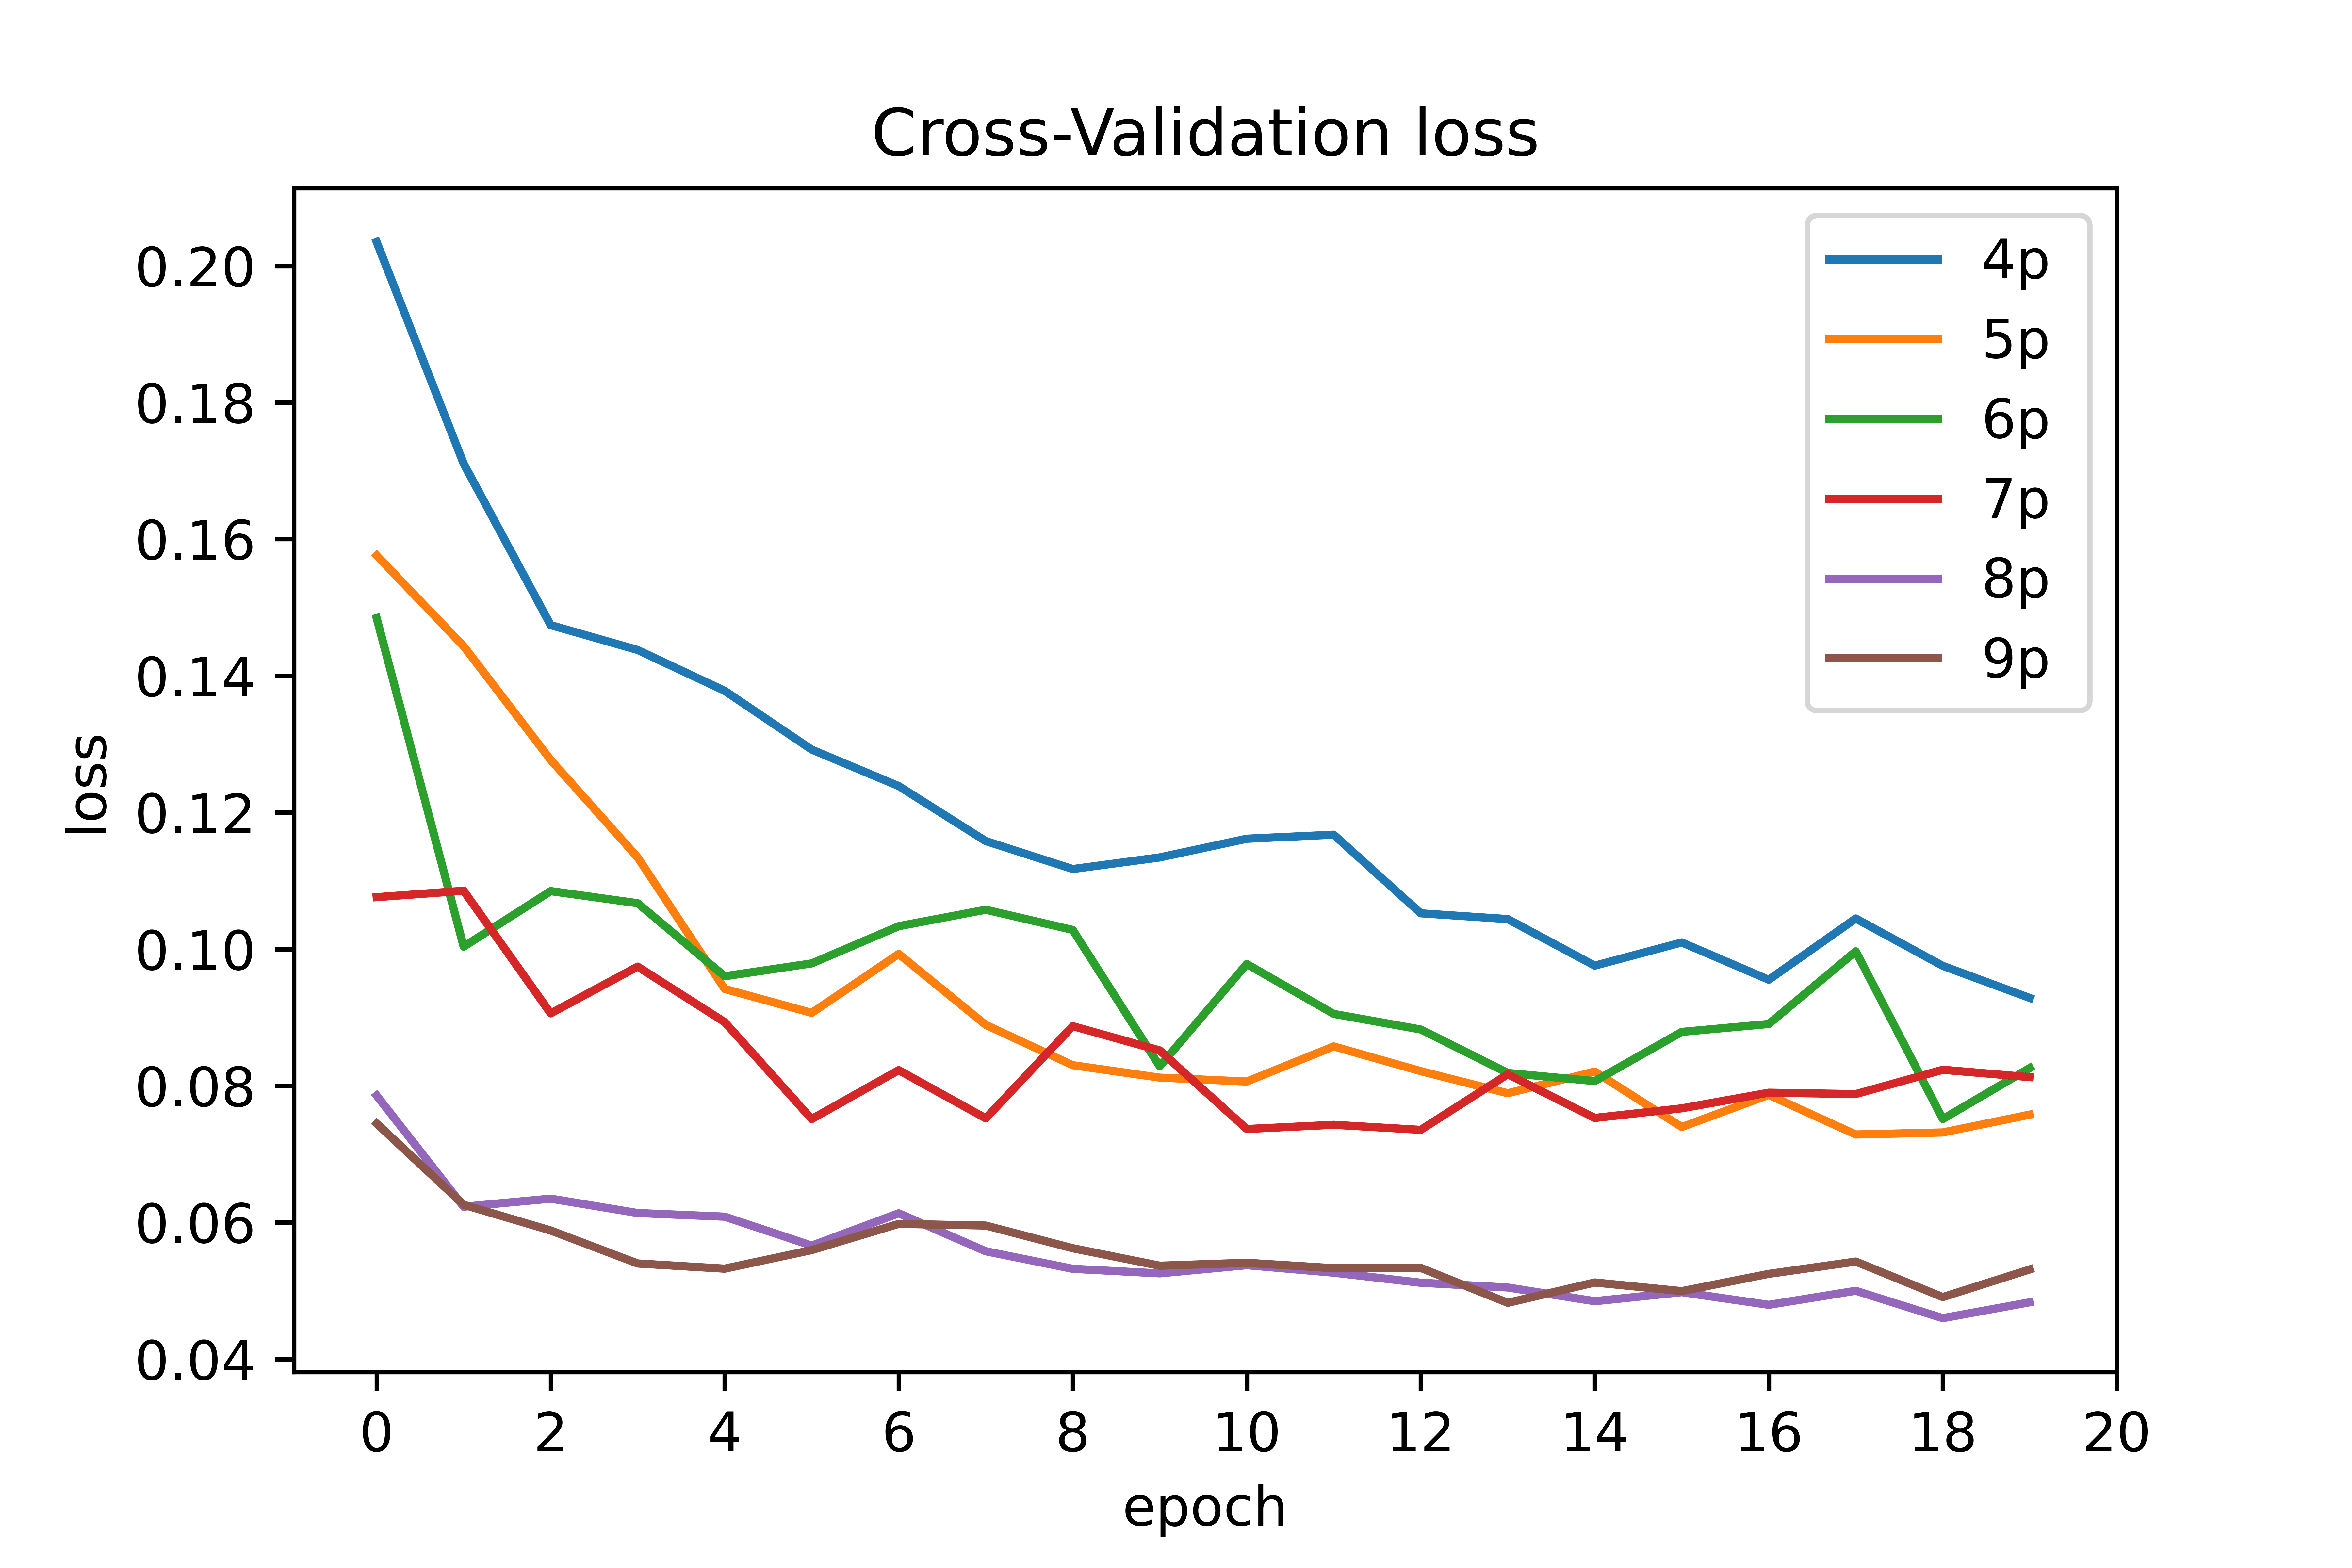 Cross-Validation loss
0.20
0.18
0.16
0.14
0.12
0.10
0.08
0.06
0.04
loss
4p
5p
6p
7p
8p
9p
0 2 4 6 8 10 12 14 16 18 20
epoch